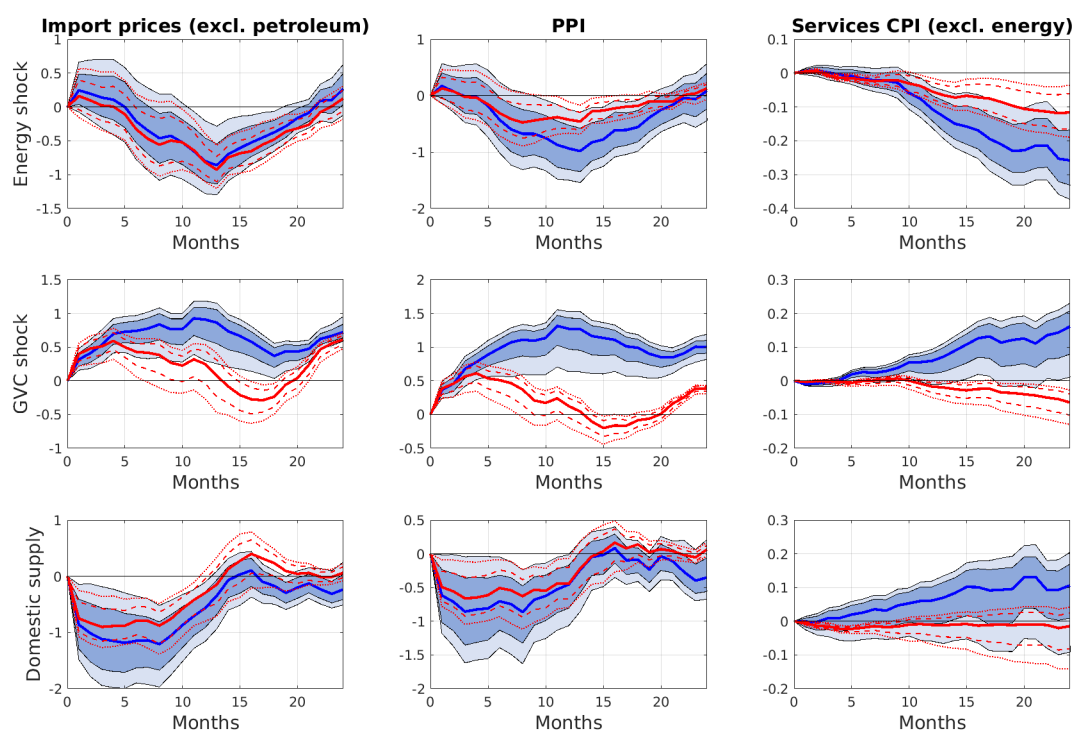 Import prices (excl. petroleum) PPI Services CPI (excl. energy)
Energy shock
1 0.5 0 -0.5 -1 -1.5
0 5 10 15 20
Months
1 0 -1 -2
0 5 10 15 20
Months
0.1 0 -0.1 -0.2 -0.3 -0.4
0 5 10 15 20
Months
GVC shock
1.5 1 0.5 0 -0.5 -1
0 5 10 15 20
Months
2 1.5 1 0.5 0 -0.5
0 5 10 15 20
Months
0.3 0.2 0.1 0 -0.1 -0.2
0 5 10 15 20
Months
Domestic supply
1 0 -1 -2
0 5 10 15 20
Months
0.5 0 -0.5 -1 -1.5 -2
0 5 10 15 20
Months
0.3 0.2 0.1 0 -0.1 -0.2
0 5 10 15 20
Months